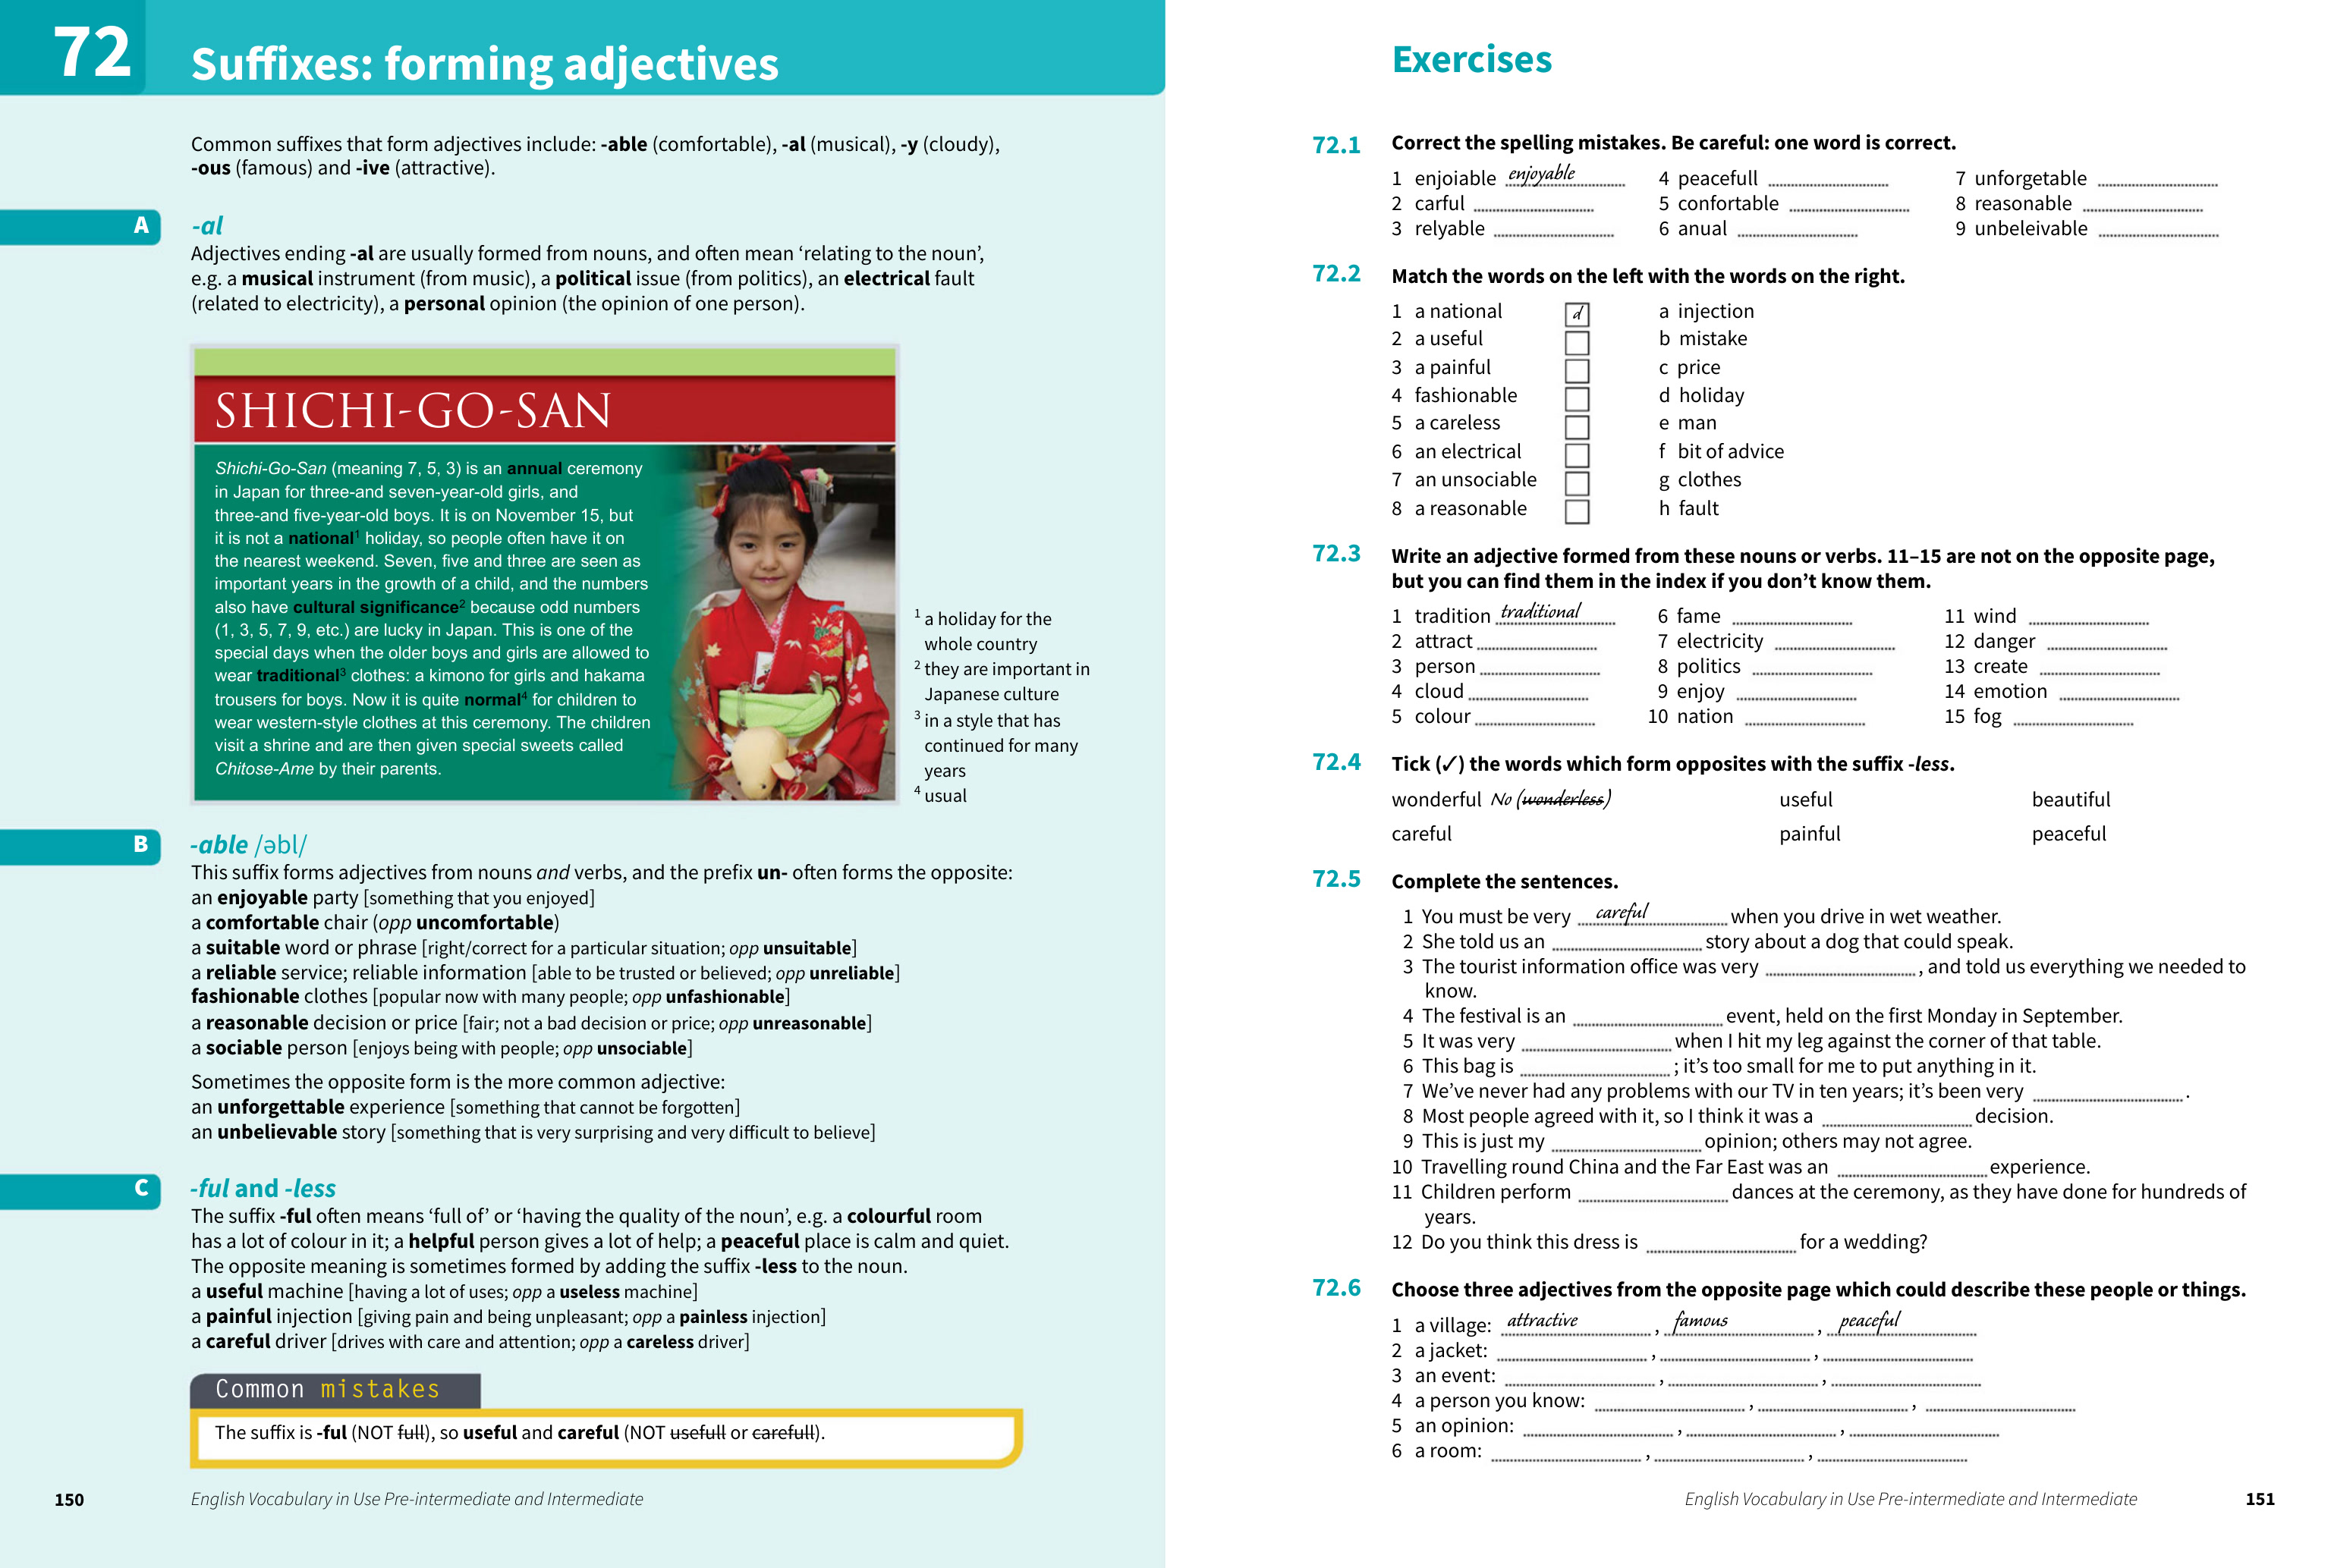 72
Suffixes: forming adjectives
Common suffixes that form adjectives include: -able (comfortable), -al (musical), -y (cloudy),
-ous (famous) and -ive (attractive).
A
-al
Adjectives ending -al are usually formed from nouns, and often mean ‘relating to the noun’,
e.g. a musical instrument (from music), a political issue (from politics), an electrical fault
(related to electricity), a personal opinion (the opinion of one person).
SHICHI-GO-SAN
Shichi-Go-San (meaning 7, 5, 3) is an annual ceremony
in Japan for three-and seven-year-old girls, and
three-and five-year-old boys. It is on November 15, but
it is not a national¹ holiday, so people often have it on
the nearest weekend. Seven, five and three are seen as
important years in the growth of a child, and the numbers
also have cultural significance² because odd numbers
(1, 3, 5, 7, 9, etc.) are lucky in Japan. This is one of the
special days when the older boys and girls are allowed to
wear traditional³ clothes: a kimono for girls and hakama
trousers for boys. Now it is quite normal⁴ for children to
wear western-style clothes at this ceremony. The children
visit a shrine and are then given special sweets called
Chitose-Ame by their parents.
¹ a holiday for the
whole country
² they are important in
Japanese culture
³ in a style that has
continued for many
years
⁴ usual
B
-able /əbl/
This suffix forms adjectives from nouns and verbs, and the prefix un- often forms the opposite:
an enjoyable party [something that you enjoyed]
a comfortable chair (opp uncomfortable)
a suitable word or phrase [right/correct for a particular situation; opp unsuitable]
a reliable service; reliable information [able to be trusted or believed; opp unreliable]
fashionable clothes [popular now with many people; opp unfashionable]
a reasonable decision or price [fair; not a bad decision or price; opp unreasonable]
a sociable person [enjoys being with people; opp unsociable]
Sometimes the opposite form is the more common adjective:
an unforgettable experience [something that cannot be forgotten]
an unbelievable story [something that is very surprising and very difficult to believe]
C
-ful and -less
The suffix -ful often means ‘full of’ or ‘having the quality of the noun’, e.g. a colourful room
has a lot of colour in it; a helpful person gives a lot of help; a peaceful place is calm and quiet.
The opposite meaning is sometimes formed by adding the suffix -less to the noun.
a useful machine [having a lot of uses; opp a useless machine]
a painful injection [giving pain and being unpleasant; opp a painless injection]
a careful driver [drives with care and attention; opp a careless driver]
Common mistakes
The suffix is -ful (NOT full), so useful and careful (NOT usefull or carefull).
150 English Vocabulary in Use Pre-intermediate and Intermediate
Exercises
72.1 Correct the spelling mistakes. Be careful: one word is correct.
1 enjoiable enjoyable 4 peacefull 7 unforgetable
2 carful 5 confortable 8 reasonable
3 relyable 6 anual 9 unbeleivable
72.2 Match the words on the left with the words on the right.
1 a national d a injection
2 a useful b mistake
3 a painful c price
4 fashionable d holiday
5 a careless e man
6 an electrical f bit of advice
7 an unsociable g clothes
8 a reasonable h fault
72.3 Write an adjective formed from these nouns or verbs. 11–15 are not on the opposite page,
but you can find them in the index if you don’t know them.
1 tradition traditional 6 fame 11 wind
2 attract 7 electricity 12 danger
3 person 8 politics 13 create
4 cloud 9 enjoy 14 emotion
5 colour 10 nation 15 fog
72.4 Tick (✓) the words which form opposites with the suffix -less.
wonderful No (wonderless) useful beautiful
careful painful peaceful
72.5 Complete the sentences.
1 You must be very careful when you drive in wet weather.
2 She told us an story about a dog that could speak.
3 The tourist information office was very , and told us everything we needed to
know.
4 The festival is an event, held on the first Monday in September.
5 It was very when I hit my leg against the corner of that table.
6 This bag is ; it’s too small for me to put anything in it.
7 We’ve never had any problems with our TV in ten years; it’s been very .
8 Most people agreed with it, so I think it was a decision.
9 This is just my opinion; others may not agree.
10 Travelling round China and the Far East was an experience.
11 Children perform dances at the ceremony, as they have done for hundreds of
years.
12 Do you think this dress is for a wedding?
72.6 Choose three adjectives from the opposite page which could describe these people or things.
1 a village: attractive , famous , peaceful
2 a jacket: , ,
3 an event: , ,
4 a person you know: , ,
5 an opinion: , ,
6 a room: , ,
English Vocabulary in Use Pre-intermediate and Intermediate 151